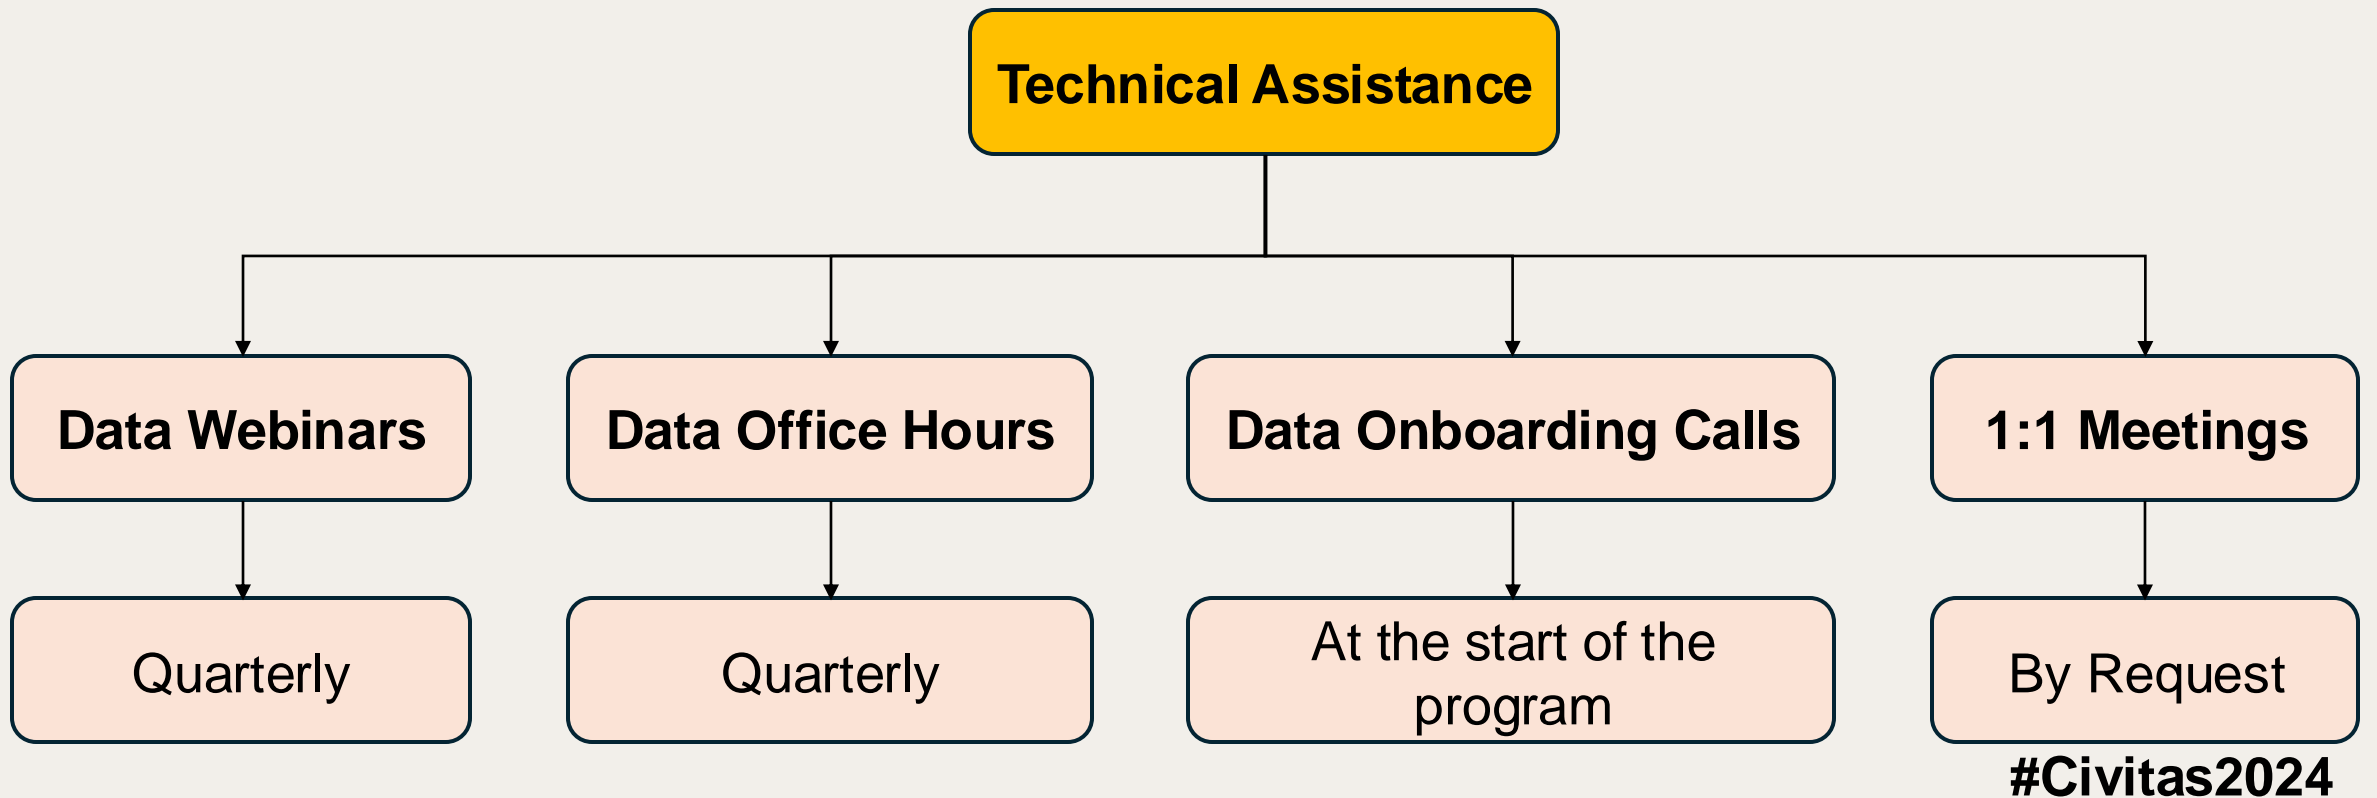 Technical Assistance
Data Webinars
Data Office Hours
Data Onboarding Calls
1:1 Meetings
Quarterly
Quarterly
At the start of the
program
By Request
#Civitas2024